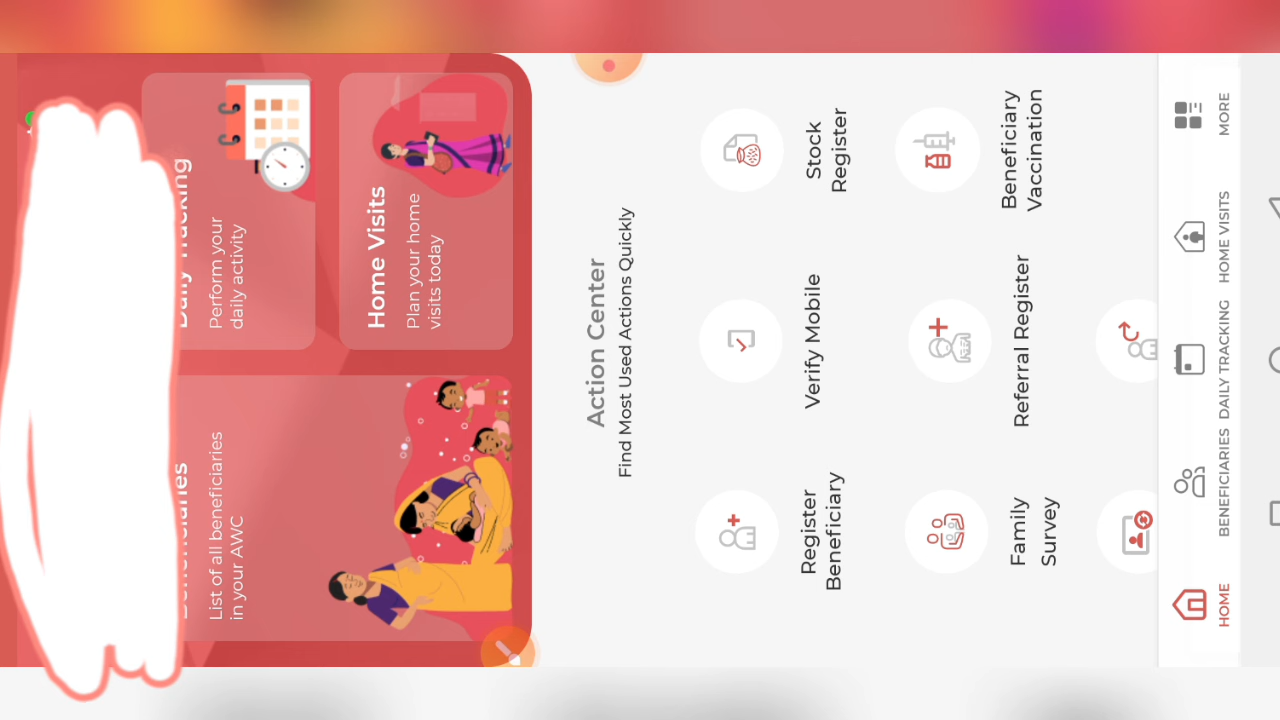 Beneficiaries
List of all beneficiaries
in your AWC
Daily Tracking
Perform your
daily activity
Home Visits
Plan your home
visits today
Action Center
Find Most Used Actions Quickly
Register
Beneficiary
Verify Mobile
Stock
Register
Family
Survey
Referral Register
Beneficiary
Vaccination
HOME
BENEFICIARIES
DAILY TRACKING
HOME VISITS
MORE